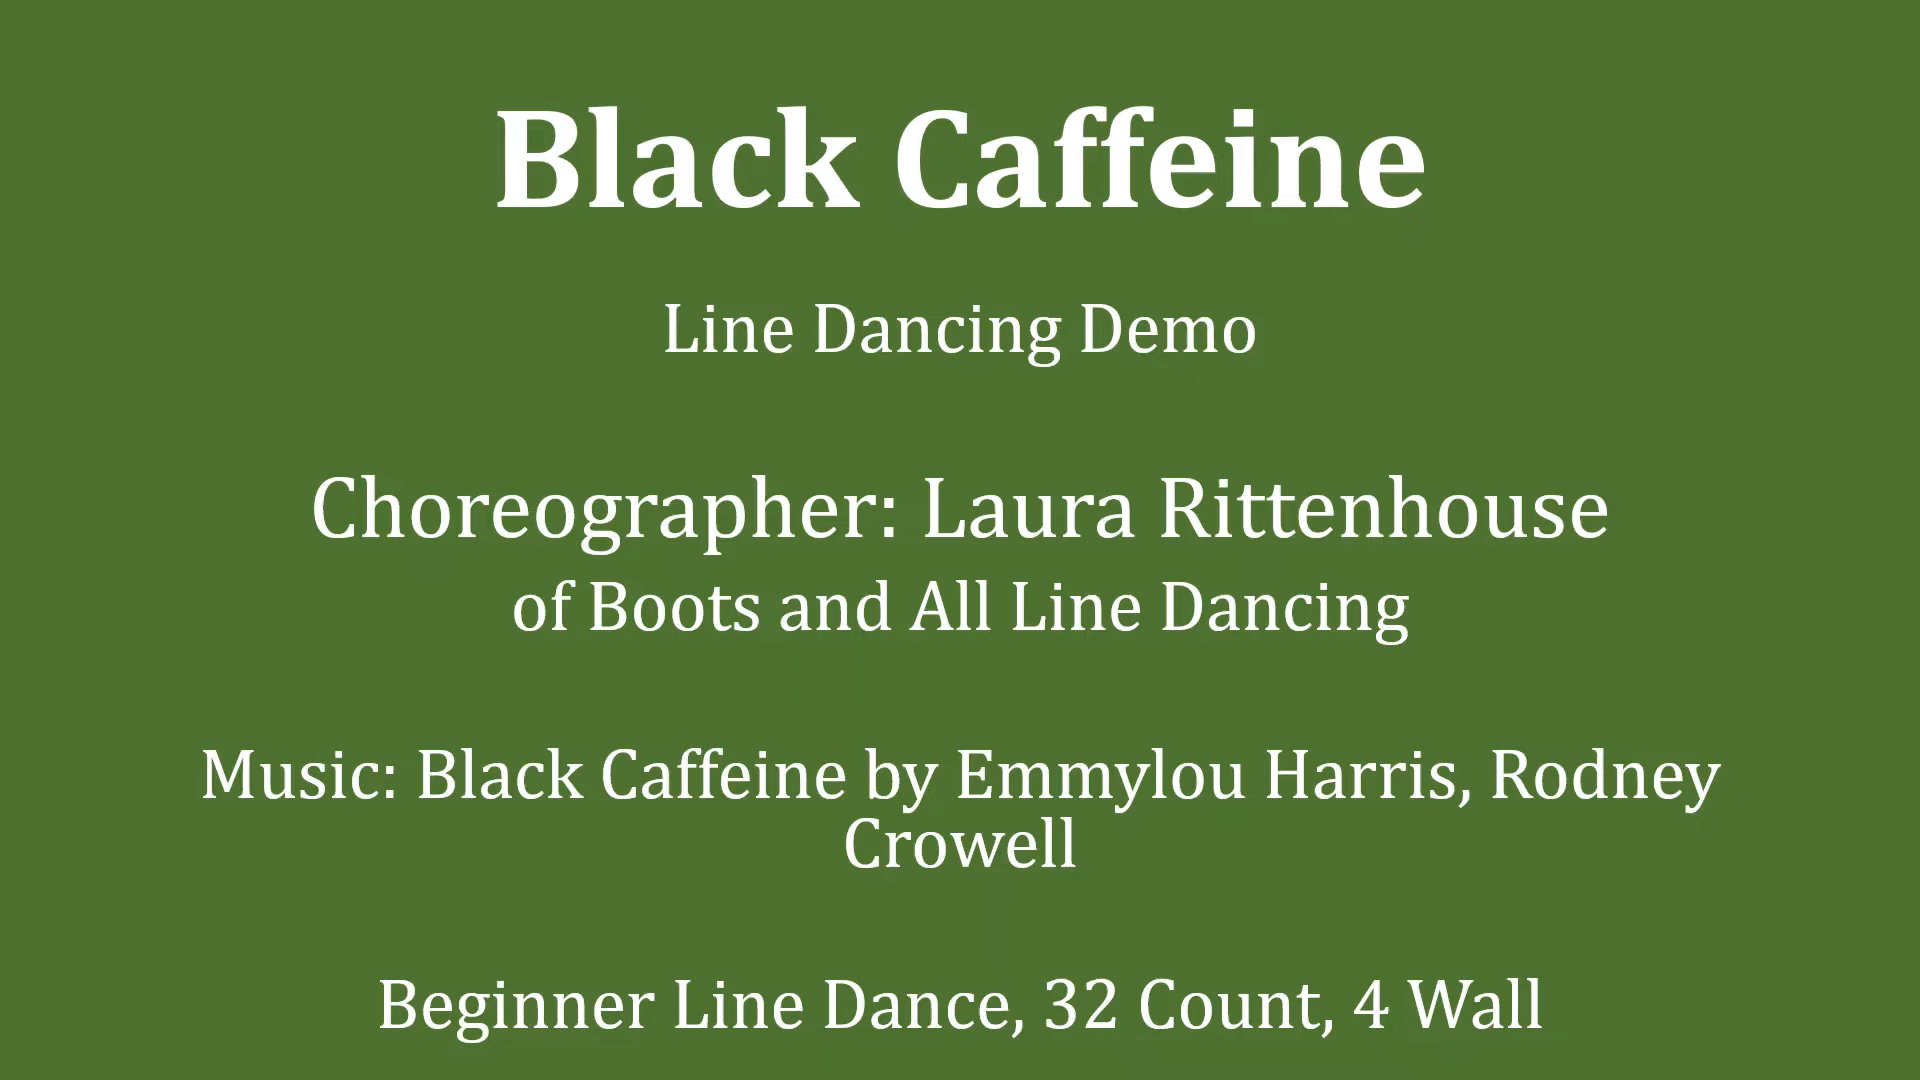 Black Caffeine
Line Dancing Demo
Choreographer: Laura Rittenhouse
of Boots and All Line Dancing
Music: Black Caffeine by Emmylou Harris, Rodney
Crowell
Beginner Line Dance, 32 Count, 4 Wall